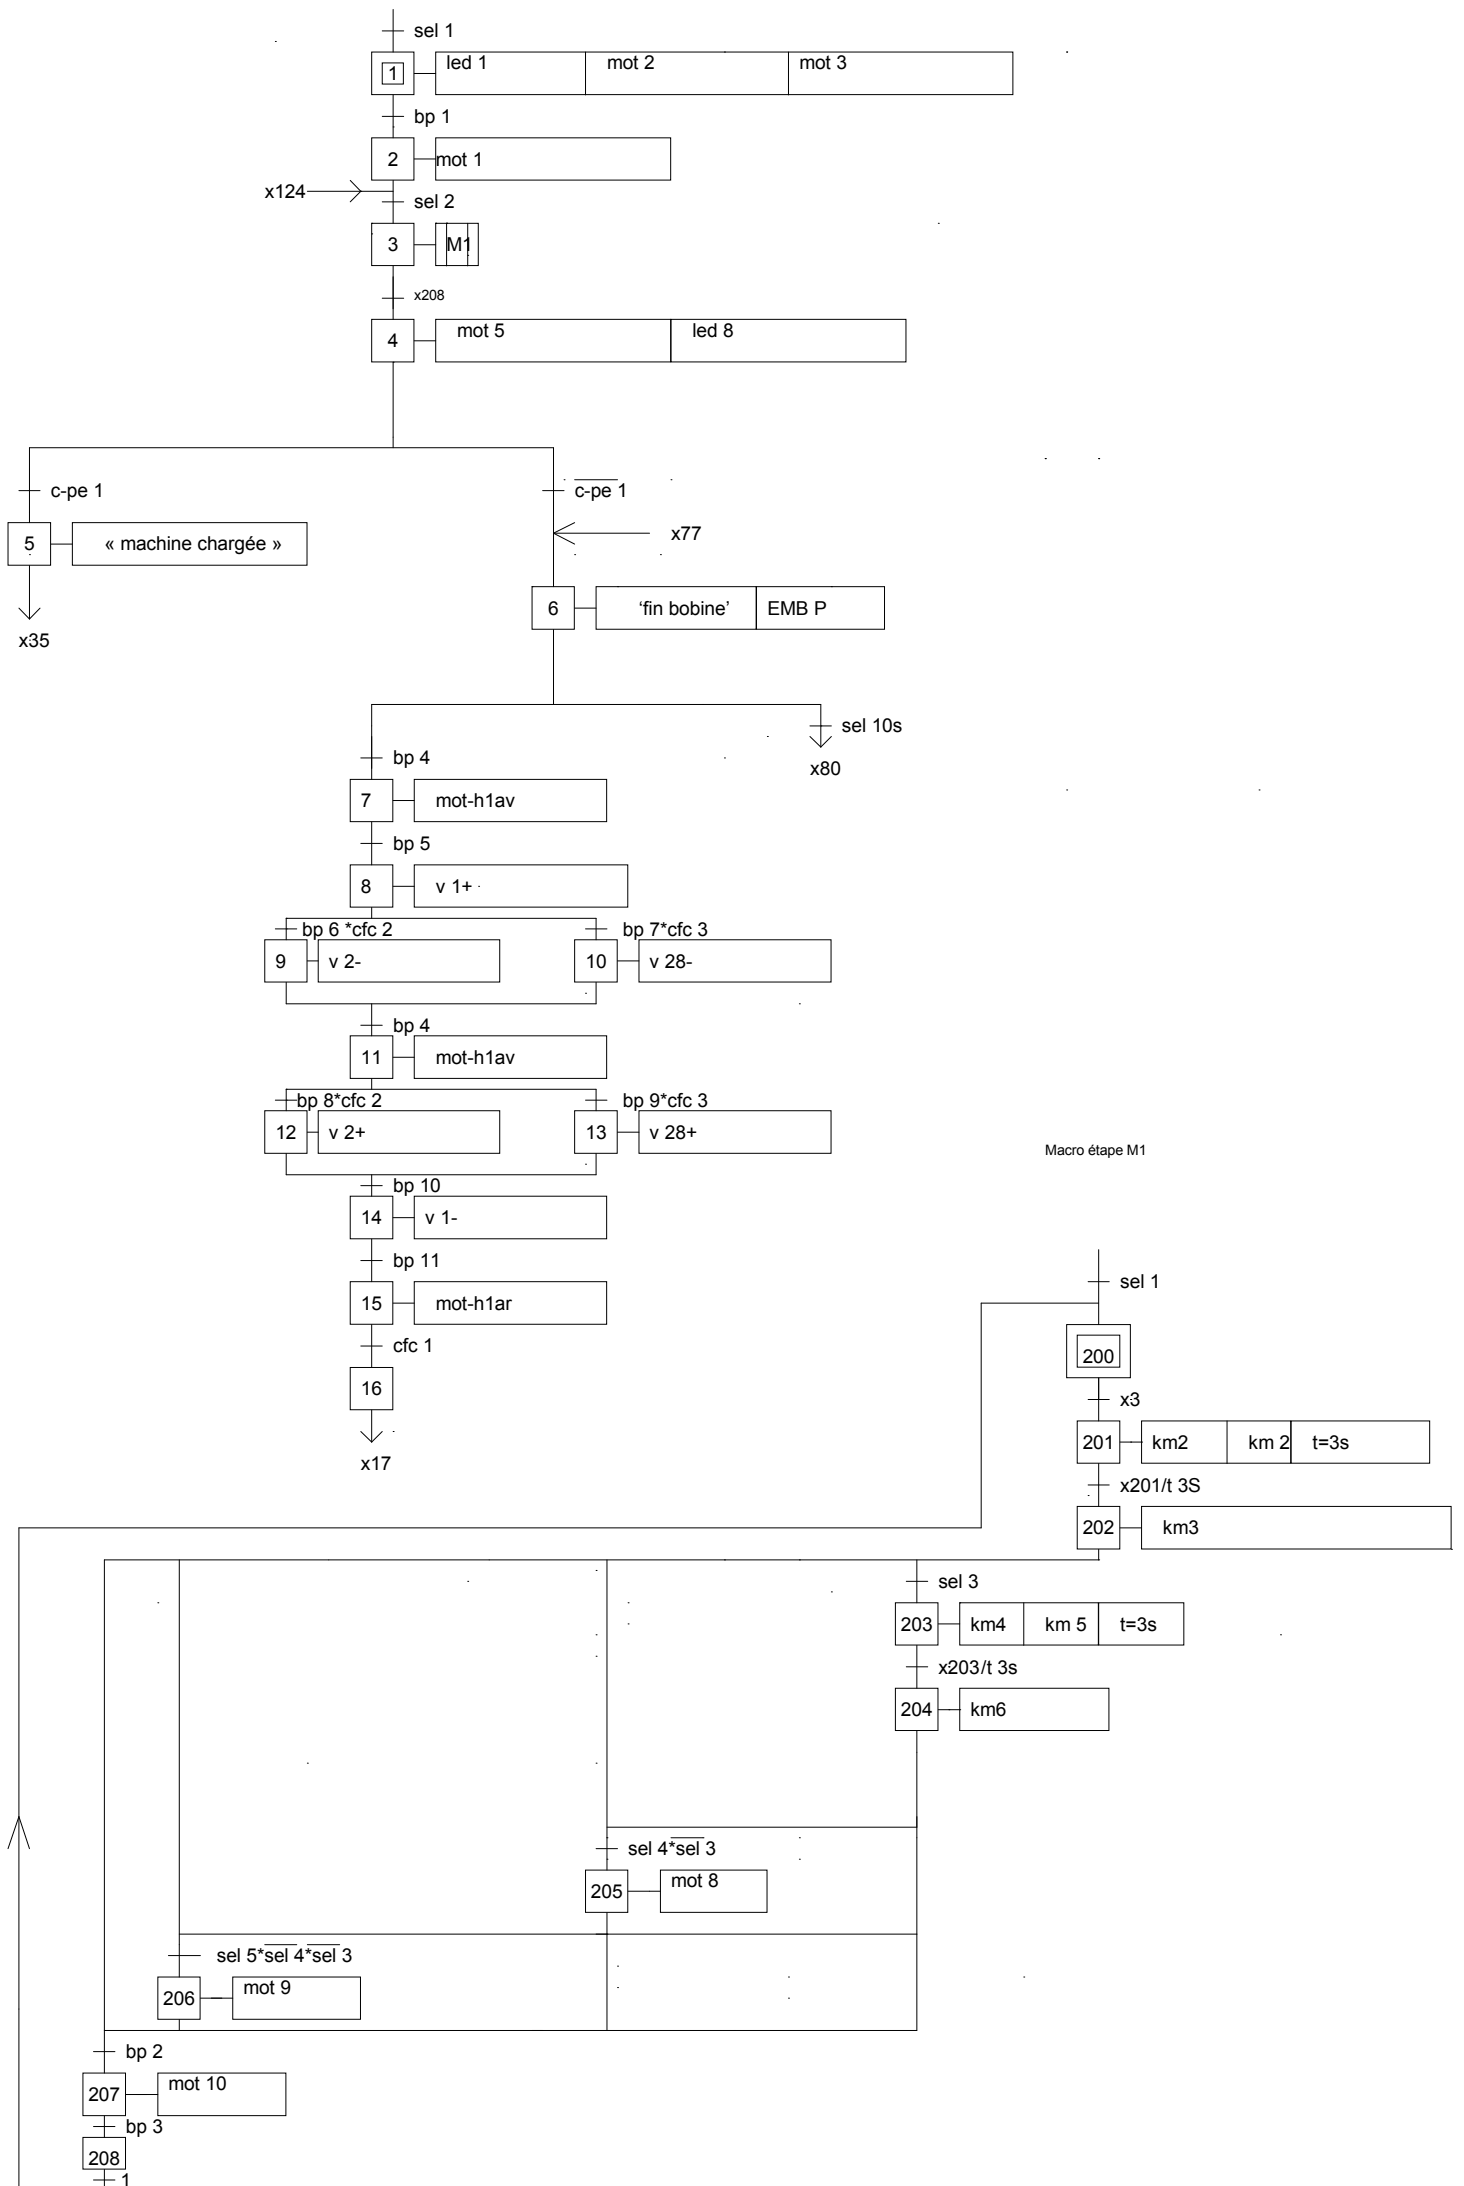 sel 1
1 led 1 mot 2 mot 3
bp 1
2 mot 1
x124
sel 2
3 M1
x208
4 mot 5 led 8
c-pe 1 c-pe 1
x77
5 « machine chargée »
6 ‘fin bobine’ EMB P
x35
sel 10s
bp 4
x80
7 mot-h1av
bp 5
8 v 1+
bp 6 *cfc 2 bp 7*cfc 3
9 v 2- 10 v 28-
bp 4
11 mot-h1av
bp 8*cfc 2 bp 9*cfc 3
12 v 2+ 13 v 28+
Macro étape M1
bp 10
14 v 1-
bp 11
sel 1
15 mot-h1ar
cfc 1
200
16
x3
x17
201 km2 km 2 t=3s
x201/t 3S
202 km3
sel 3
203 km4 km 5 t=3s
x203/t 3s
204 km6
sel 4*sel 3
205 mot 8
sel 5*sel 4*sel 3
206 mot 9
bp 2
207 mot 10
bp 3
208
1